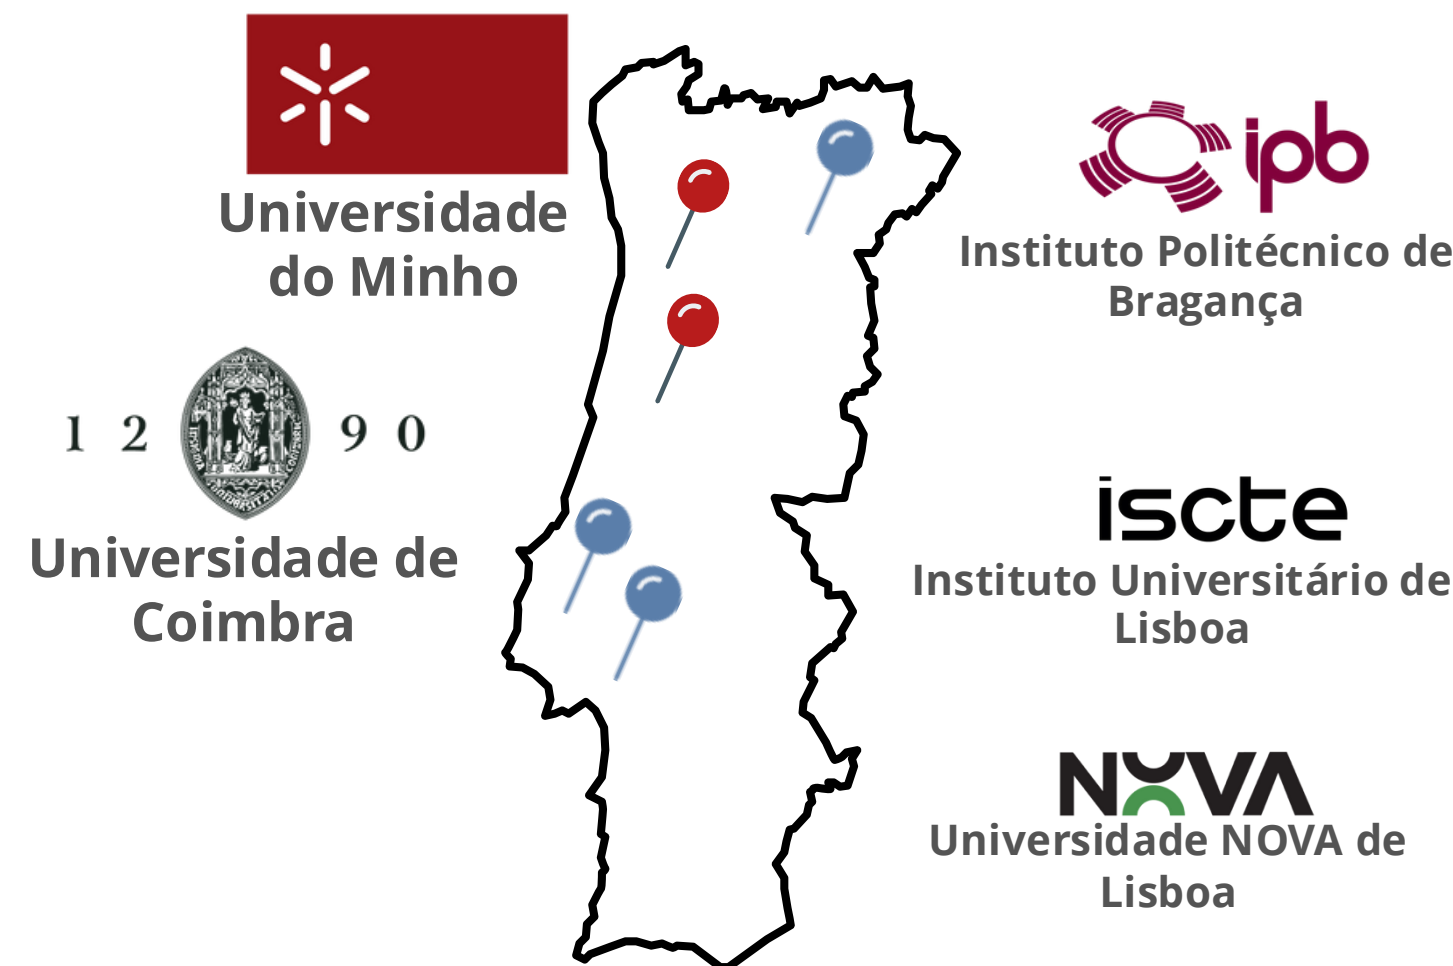 Universidade
do Minho
1 2 9 0
Universidade de
Coimbra
ipb
Instituto Politécnico de
Bragança
iscte
Instituto Universitário de
Lisboa
NOVA
Universidade NOVA de
Lisboa